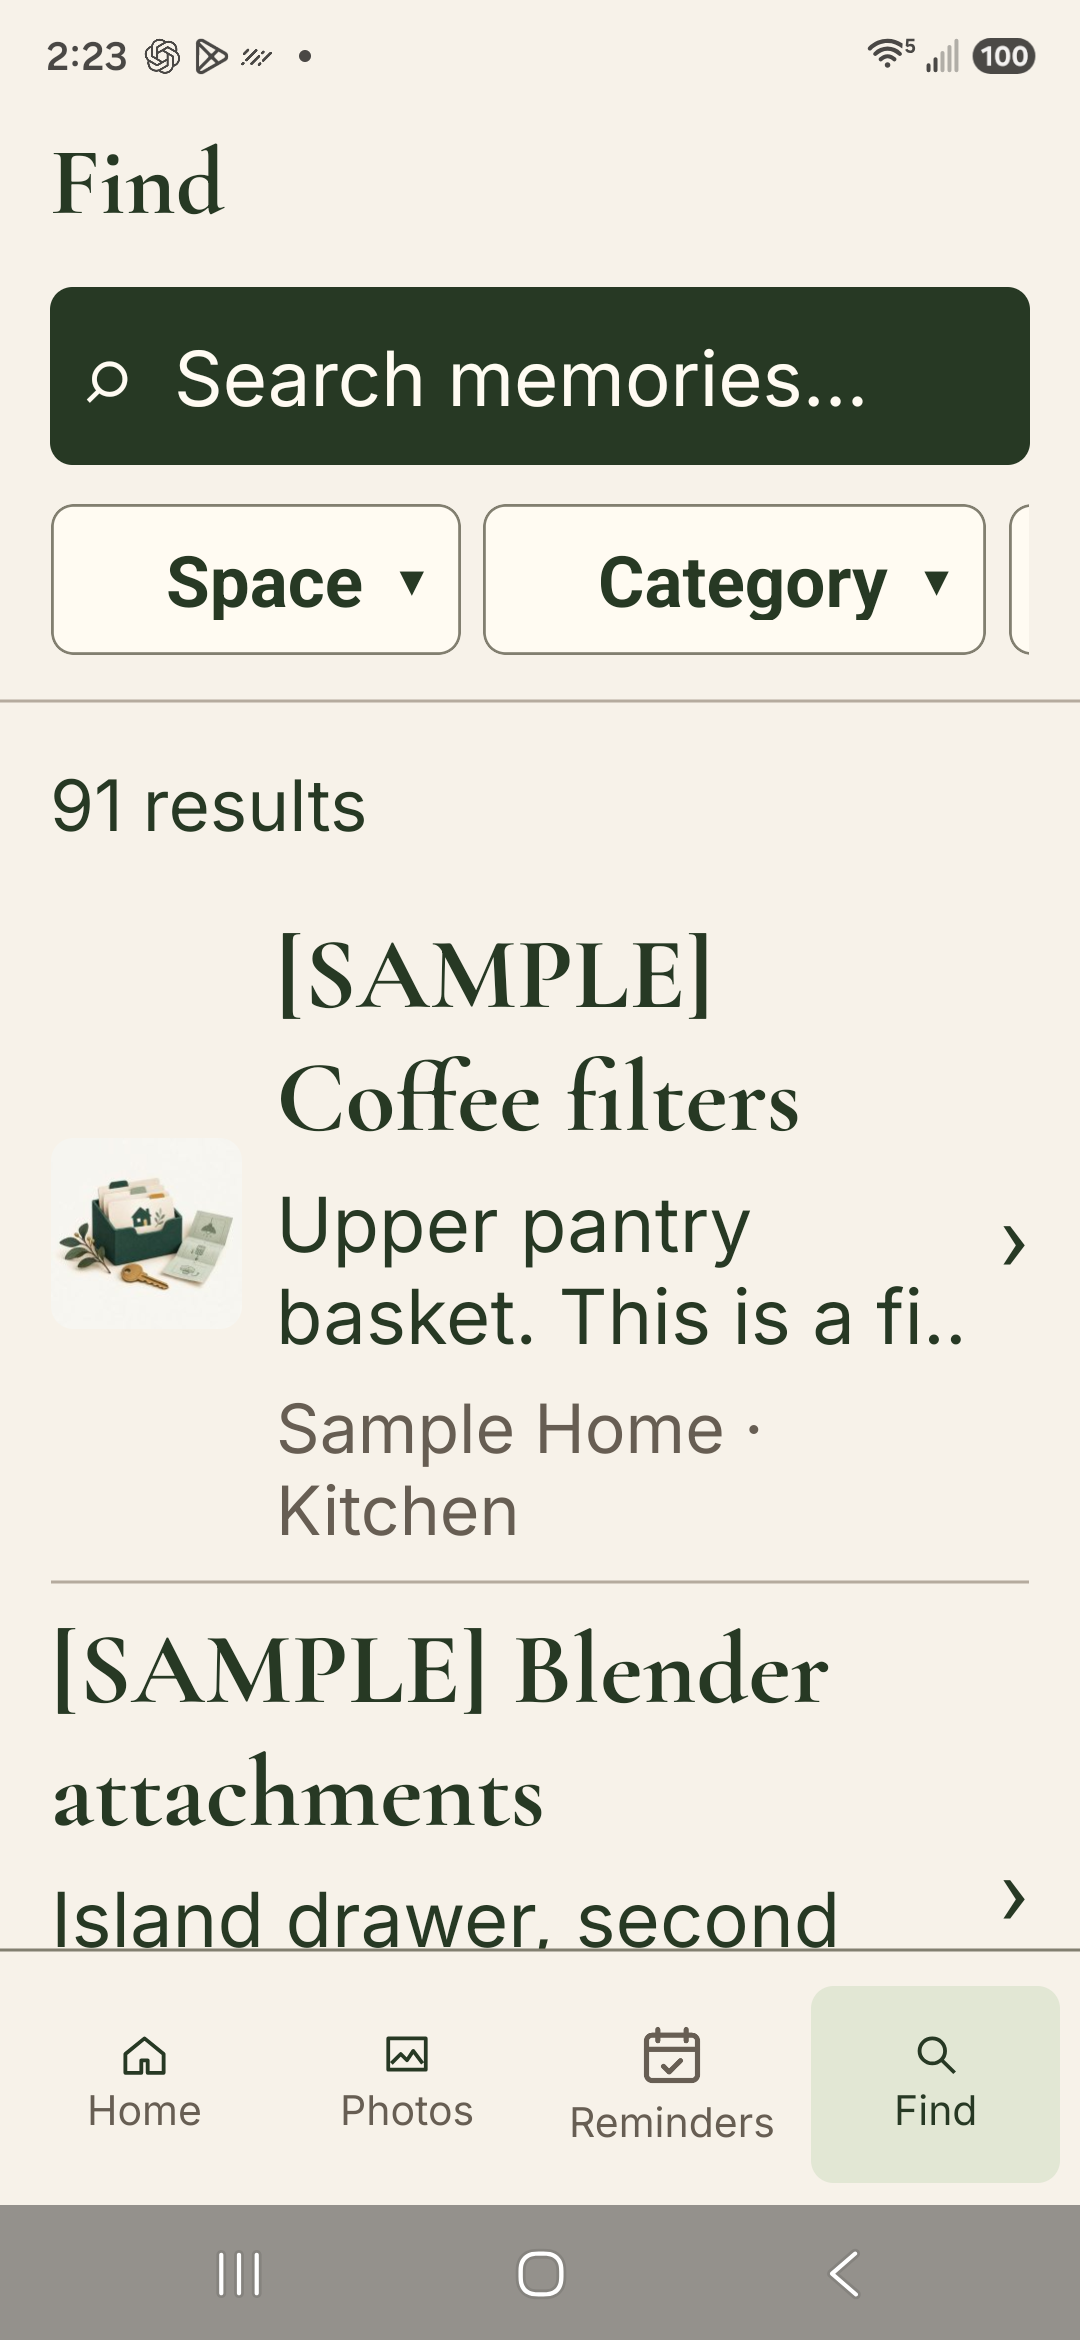 2:23
5
100
Find
Search memories...
Space ▼
Category ▼
91 results
[SAMPLE]
Coffee filters
Upper pantry
basket. This is a fi..
Sample Home ·
Kitchen
[SAMPLE] Blender
attachments
Island drawer, second
Home
Photos
Reminders
Find